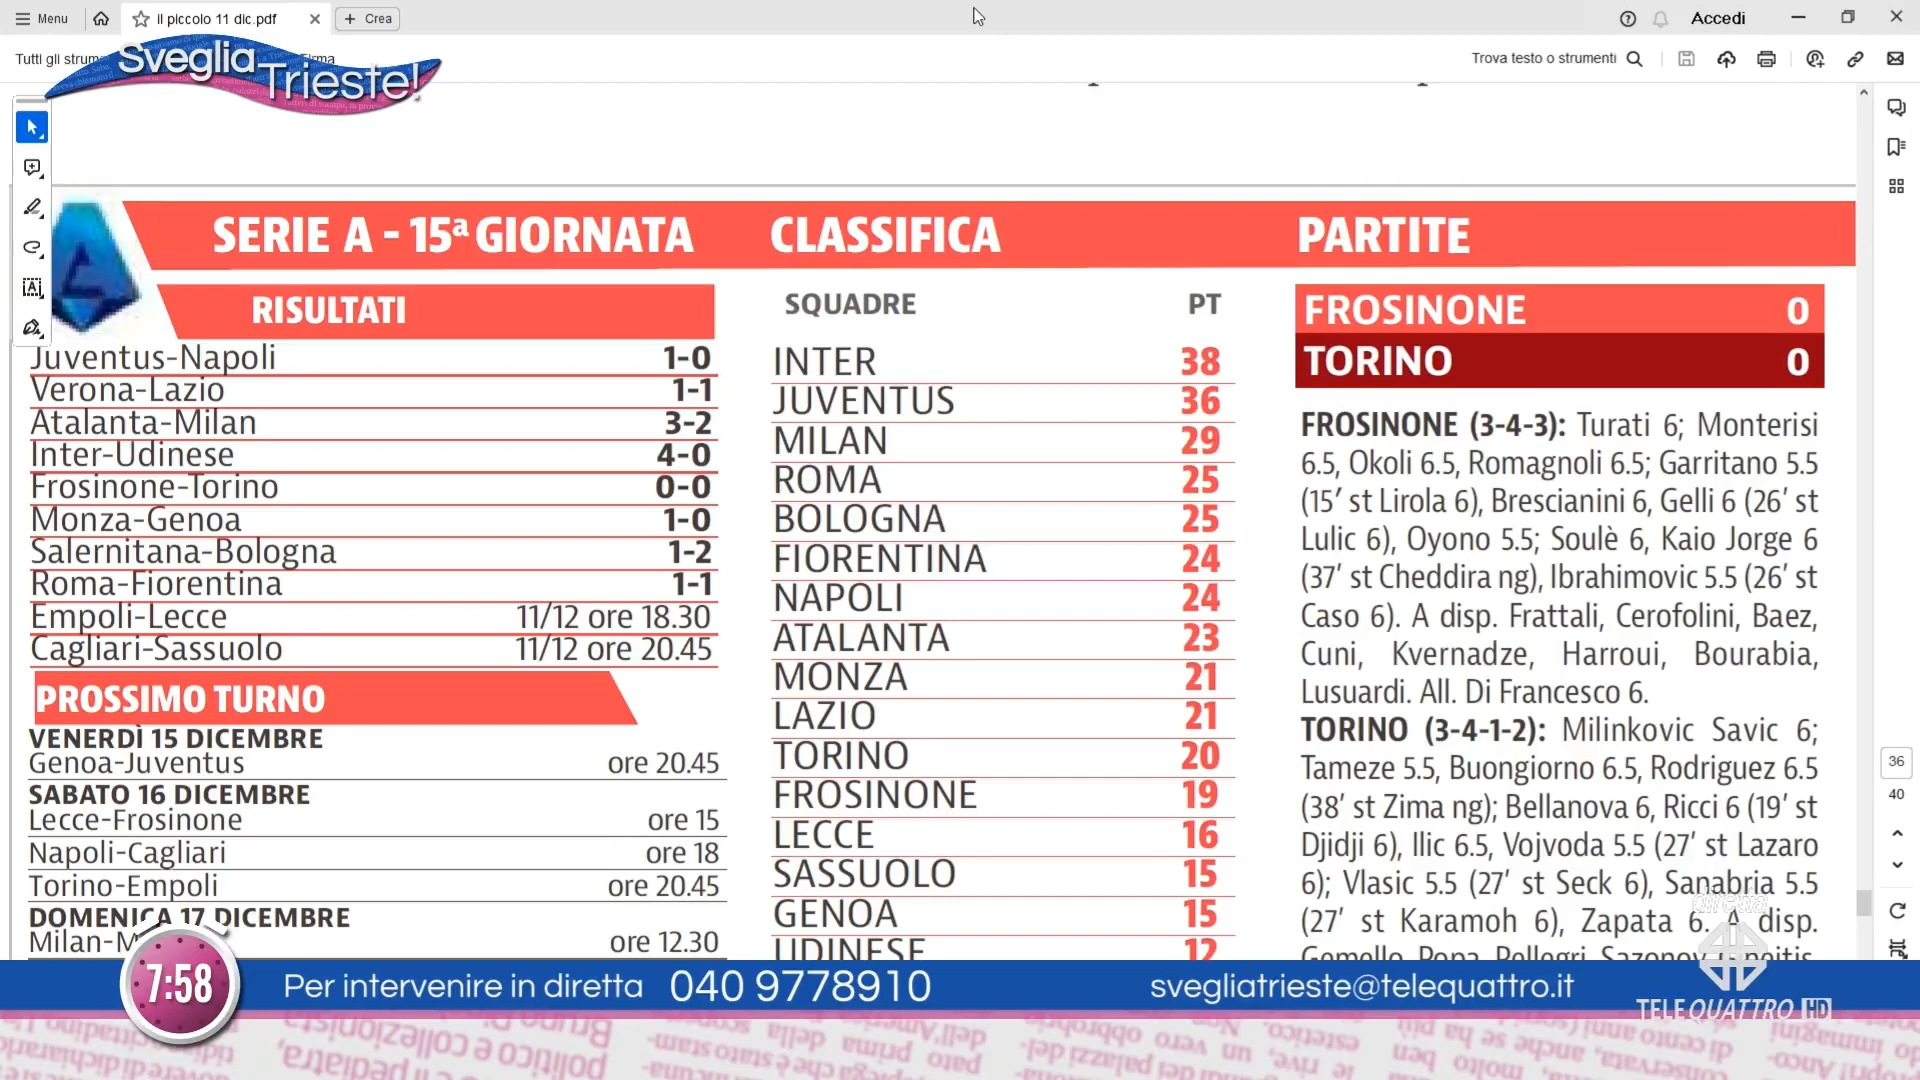 Menu
il piccolo 11 dic.pdf
Crea
Accedi
Tutti gli strum
Firma
Trova testo o strumenti
Sveglia
Trieste!
SERIE A - 15ª GIORNATA
CLASSIFICA
PARTITE
RISULTATI
Juventus-Napoli 1-0
Verona-Lazio 1-1
Atalanta-Milan 3-2
Inter-Udinese 4-0
Frosinone-Torino 0-0
Monza-Genoa 1-0
Salernitana-Bologna 1-2
Roma-Fiorentina 1-1
Empoli-Lecce 11/12 ore 18.30
Cagliari-Sassuolo 11/12 ore 20.45
PROSSIMO TURNO
VENERDÌ 15 DICEMBRE
Genoa-Juventus ore 20.45
SABATO 16 DICEMBRE
Lecce-Frosinone ore 15
Napoli-Cagliari ore 18
Torino-Empoli ore 20.45
DOMENICA 17 DICEMBRE
Milan-M ore 12.30
SQUADRE PT
INTER 38
JUVENTUS 36
MILAN 29
ROMA 25
BOLOGNA 25
FIORENTINA 24
NAPOLI 24
ATALANTA 23
MONZA 21
LAZIO 21
TORINO 20
FROSINONE 19
LECCE 16
SASSUOLO 15
GENOA 15
UDINESE 12
FROSINONE 0
TORINO 0
FROSINONE (3-4-3): Turati 6; Monterisi
6.5, Okoli 6.5, Romagnoli 6.5; Garritano 5.5
(15’ st Lirola 6), Brescianini 6, Gelli 6 (26’ st
Lulic 6), Oyono 5.5; Soulè 6, Kaio Jorge 6
(37’ st Cheddira ng), Ibrahimovic 5.5 (26’ st
Caso 6). A disp. Frattali, Cerofolini, Baez,
Cuni, Kvernadze, Harroui, Bourabia,
Lusuardi. All. Di Francesco 6.
TORINO (3-4-1-2): Milinkovic Savic 6;
Tameze 5.5, Buongiorno 6.5, Rodriguez 6.5
(38’ st Zima ng); Bellanova 6, Ricci 6 (19’ st
Djidji 6), Ilic 6.5, Vojvoda 5.5 (27’ st Lazaro
6); Vlasic 5.5 (27’ st Seck 6), Sanabria 5.5
(27’ st Karamoh 6), Zapata 6. A disp.
Gemello, Popa, Pellegri, Sazonov,
36
40
diretta
7:58
Per intervenire in diretta 040 9778910
svegliatrieste@telequattro.it
TELEQUATTRO HD